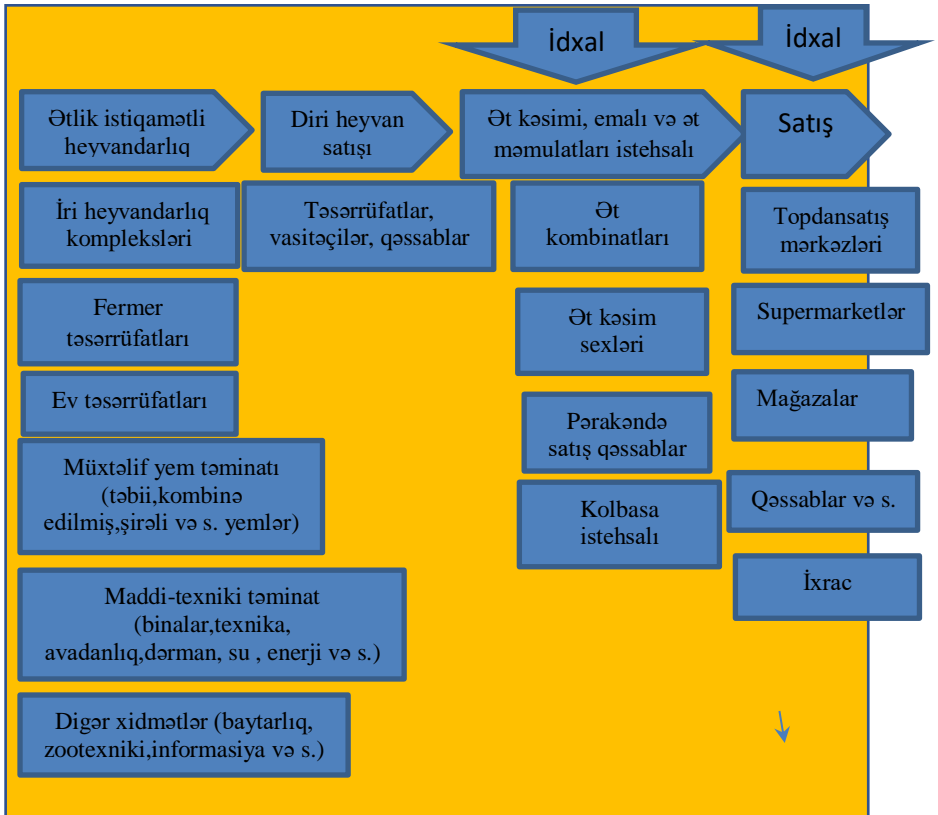 İdxal
İdxal
Ətlik istiqamətli
heyvandarlıq
Diri heyvan
satışı
Ət kəsimi, emalı və ət
məmulatları istehsalı
Satış
İri heyvandarlıq
kompleksləri
Fermer
təsərrüfatları
Ev təsərrüfatları
Müxtəlif yem təminatı
(təbii,kombinə
edilmiş,şirəli və s. yemlər)
Maddi-texniki təminat
(binalar,texnika,
avadanlıq,dərman, su , enerji və s.)
Digər xidmətlər (baytarlıq,
zootexniki,informasiya və s.)
Təsərrüfatlar,
vasitəçilər, qəssablar
Ət
kombinatları
Ət kəsim
sexləri
Pərakəndə
satış qəssablar
Kolbasa
istehsalı
Topdansatış
mərkəzləri
Supermarketlər
Mağazalar
Qəssablar və s.
İxrac